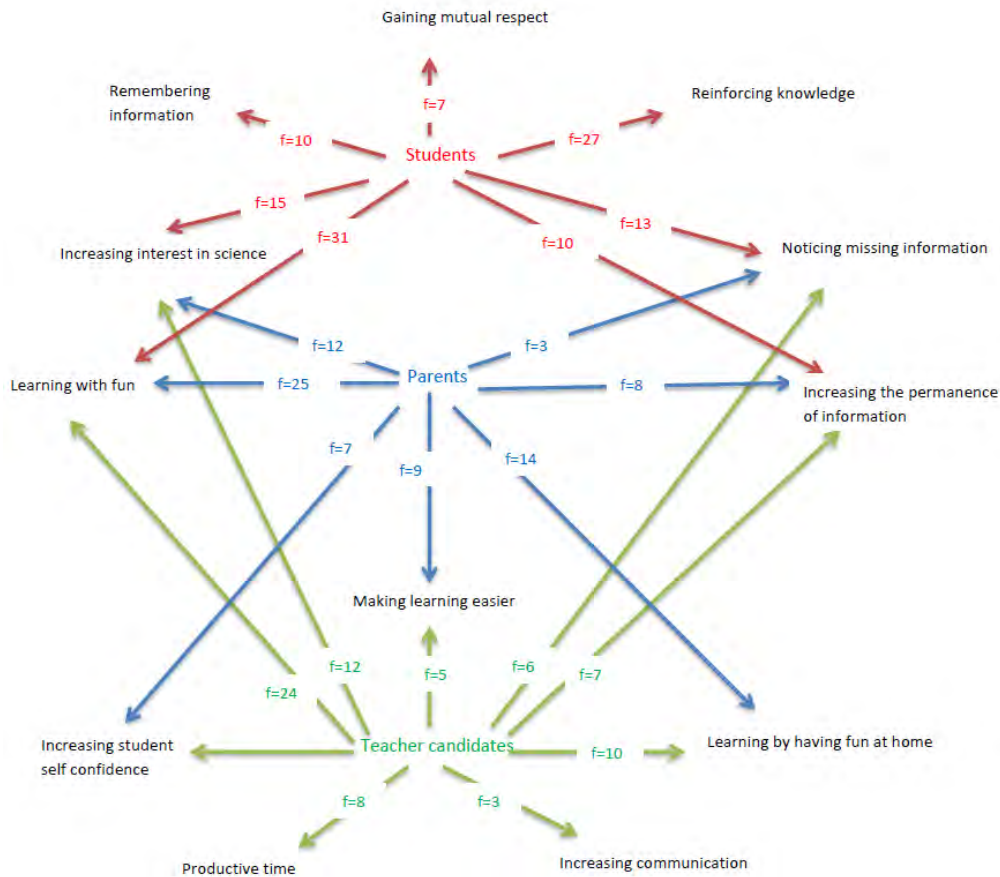 Gaining mutual respect
Remembering
information
Reinforcing knowledge
f=7
f=10
f=27
Students
f=15
f=31
f=10
f=13
Increasing interest in science
Noticing missing information
f=12
f=3
Learning with fun
f=25
Parents
f=8
Increasing the permanence
of information
f=7
f=9
f=14
Making learning easier
f=24
f=12
f=5
f=6
f=7
Increasing student
self confidence
Teacher candidates
f=10
Learning by having fun at home
f=8
f=3
Productive time
Increasing communication